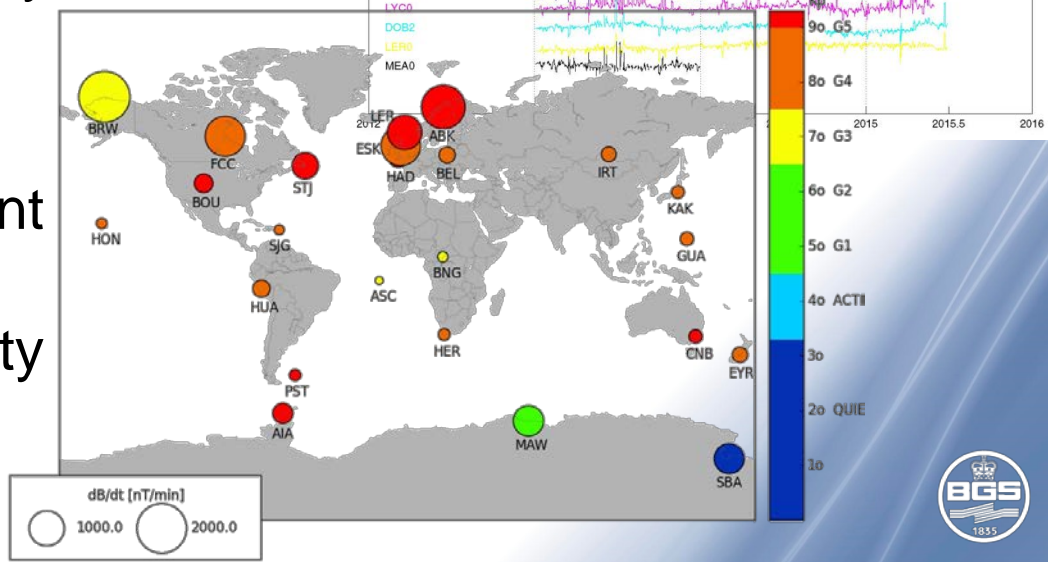 LYC0
DOB2
LER0
MEA0
2012
2015
2015.5
2016
BRW
FCC
STJ
BOU
HON
SJG
HUA
PST
AIA
LER
ESK
HAD
ABK
BEL
BNG
ASC
HER
IRT
KAK
GUA
CNB
EYR
MAW
SBA
9o G5
8o G4
7o G3
6o G2
5o G1
4o ACTI
3o
2o QUIE
1o
nt
ty
dB/dt [nT/min]
1000.0 2000.0
BGS
1835